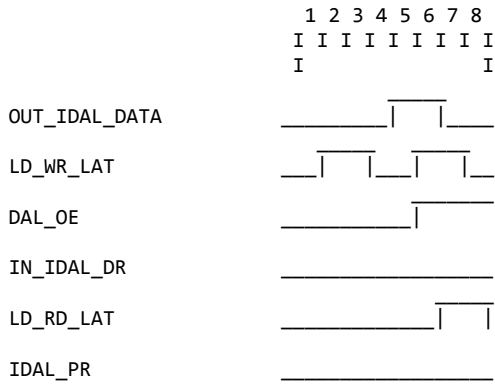 1 2 3 4 5 6 7 8
I I I I I I I I I
I I
OUT_IDAL_DATA
LD_WR_LAT
DAL_OE
IN_IDAL_DR
LD_RD_LAT
IDAL_PR